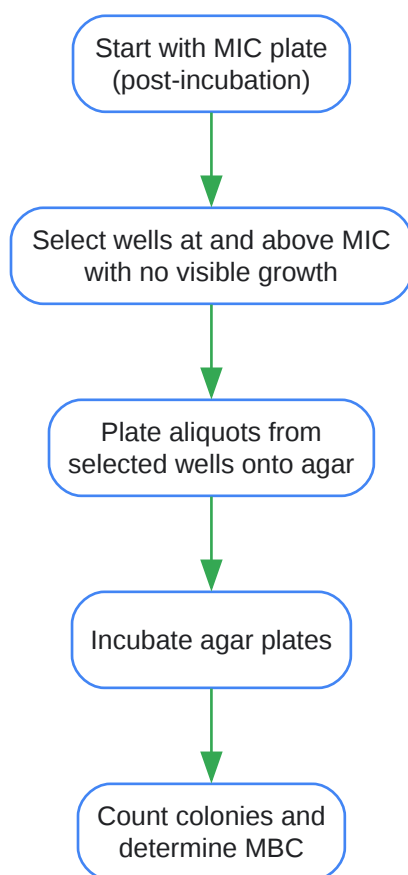 Start with MIC plate
(post-incubation)
Select wells at and above MIC
with no visible growth
Plate aliquots from
selected wells onto agar
Incubate agar plates
Count colonies and
determine MBC